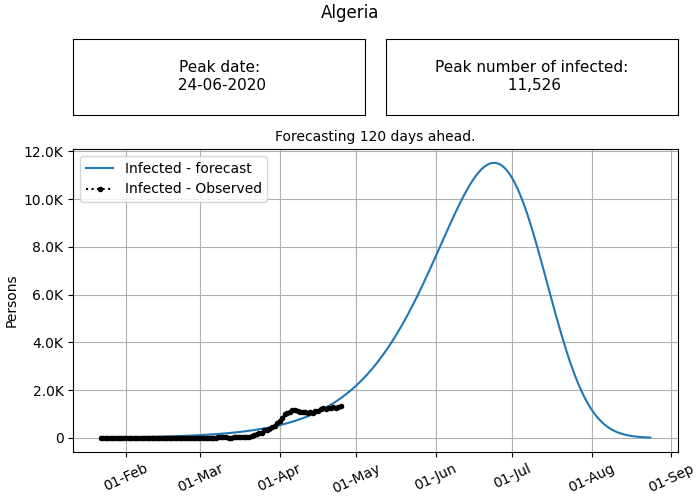 Algeria
Peak date:
24-06-2020
Peak number of infected:
11,526
Forecasting 120 days ahead.
Infected - forecast
Infected - Observed
Persons
12.0K
10.0K
8.0K
6.0K
4.0K
2.0K
0
01-Feb
01-Mar
01-Apr
01-May
01-Jun
01-Jul
01-Aug
01-Sep